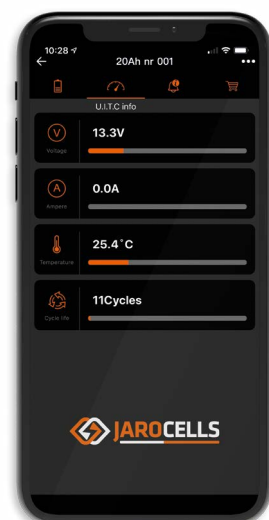 10:28
20Ah nr 001
U.I.T.C info
V
13.3V
Voltage
A
0.0A
Ampere
25.4°C
Temperature
11Cycles
Cycle life
JAROCELLS